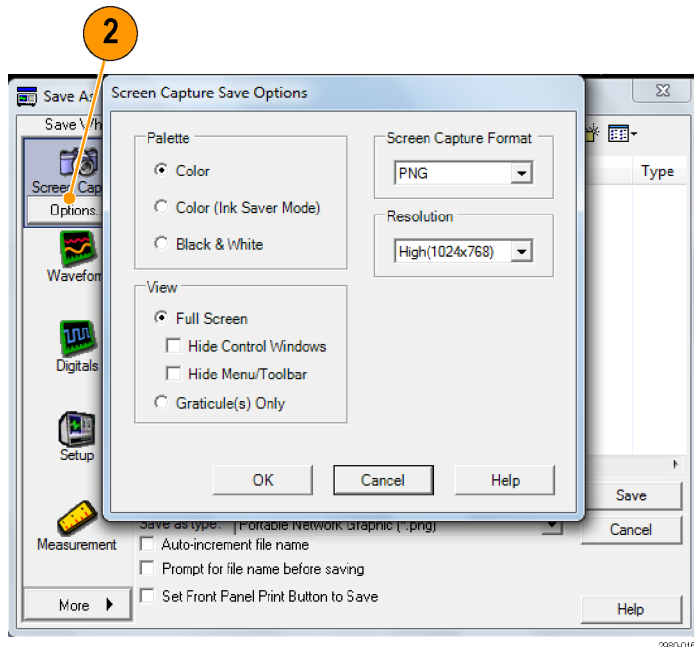 2
Save A
Screen Capture Save Options
Save Wh
Screen Cap
Options..
Waveform
Digitals
Setup
Measurement
More
Palette
Color
Color (Ink Saver Mode)
Black & White
Screen Capture Format
PNG
Resolution
High(1024x768)
View
Full Screen
Hide Control Windows
Hide Menu/Toolbar
Graticule(s) Only
OK
Cancel
Help
Type
Save as type: Portable Network Graphic (*.png)
Auto-increment file name
Prompt for file name before saving
Set Front Panel Print Button to Save
Save
Cancel
Help